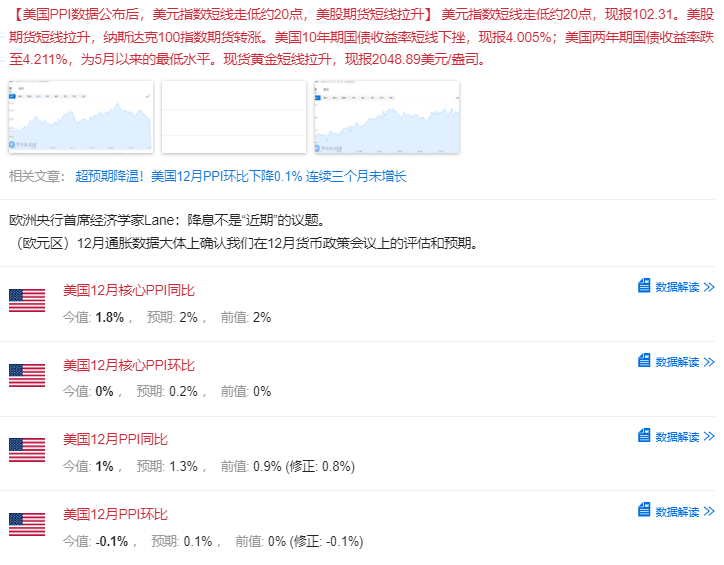 【美国PPI数据公布后，美元指数短线走低约20点，美股期货短线拉升】 美元指数短线走低约20点，现报102.31。美股
期货短线拉升，纳斯达克100指数期货转涨。美国10年期国债收益率短线下挫，现报4.005%；美国两年期国债收益率跌
至4.211%，为5月以来的最低水平。现货黄金短线拉升，现报2048.89美元/盎司。
相关文章： 超预期降温！美国12月PPI环比下降0.1% 连续三个月未增长
欧洲央行首席经济学家Lane：降息不是“近期”的议题。
（欧元区）12月通胀数据大体上确认我们在12月货币政策会议上的评估和预期。
美国12月核心PPI同比 数据解读
今值: 1.8%， 预期: 2%， 前值: 2%
美国12月核心PPI环比 数据解读
今值: 0%， 预期: 0.2%， 前值: 0%
美国12月PPI同比 数据解读
今值: 1%， 预期: 1.3%， 前值: 0.9% (修正: 0.8%)
美国12月PPI环比 数据解读
今值: -0.1%， 预期: 0.1%， 前值: 0% (修正: -0.1%)